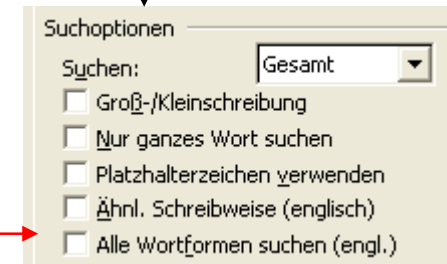 Suchoptionen
Suchen: Gesamt
Groß-/Kleinschreibung
Nur ganzes Wort suchen
Platzhalterzeichen verwenden
Ähnl. Schreibweise (englisch)
Alle Wortformen suchen (engl.)